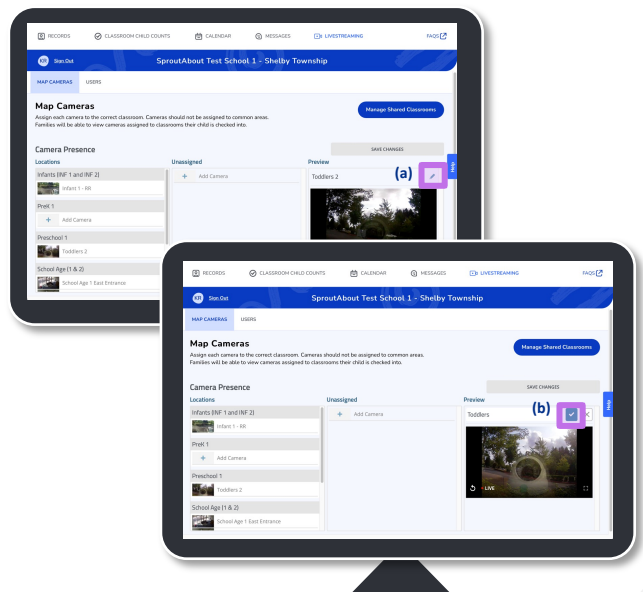 RECORDS CLASSROOM CHILD COUNTS CALENDAR MESSAGES LIVESTREAMING FAQS
KR Sign Out SproutAbout Test School 1 - Shelby Township
MAP CAMERAS USERS
Map Cameras
Manage Shared Classrooms
Assign each camera to the correct classroom. Cameras should not be assigned to common areas.
Families will be able to view cameras assigned to classrooms their child is checked into.
Camera Presence
SAVE CHANGES
Help
Locations Unassigned Preview
Infants (INF 1 and INF 2)
+ Add Camera
Toddlers 2
(a)
Infant 1 - RR
PreK 1
+ Add Camera
Preschool 1
Toddlers 2
School Age (1 & 2)
School Age 1 East Entrance
RECORDS CLASSROOM CHILD COUNTS CALENDAR MESSAGES LIVESTREAMING FAQS
KR Sign Out SproutAbout Test School 1 - Shelby Township
MAP CAMERAS USERS
Map Cameras
Manage Shared Classrooms
Assign each camera to the correct classroom. Cameras should not be assigned to common areas.
Families will be able to view cameras assigned to classrooms their child is checked into.
Camera Presence
SAVE CHANGES
Help
Locations Unassigned Preview
Infants (INF 1 and INF 2)
+ Add Camera
Toddlers
(b)
Infant 1 - RR
PreK 1
+ Add Camera
Preschool 1
Toddlers 2
LIVE
School Age (1 & 2)
School Age 1 East Entrance